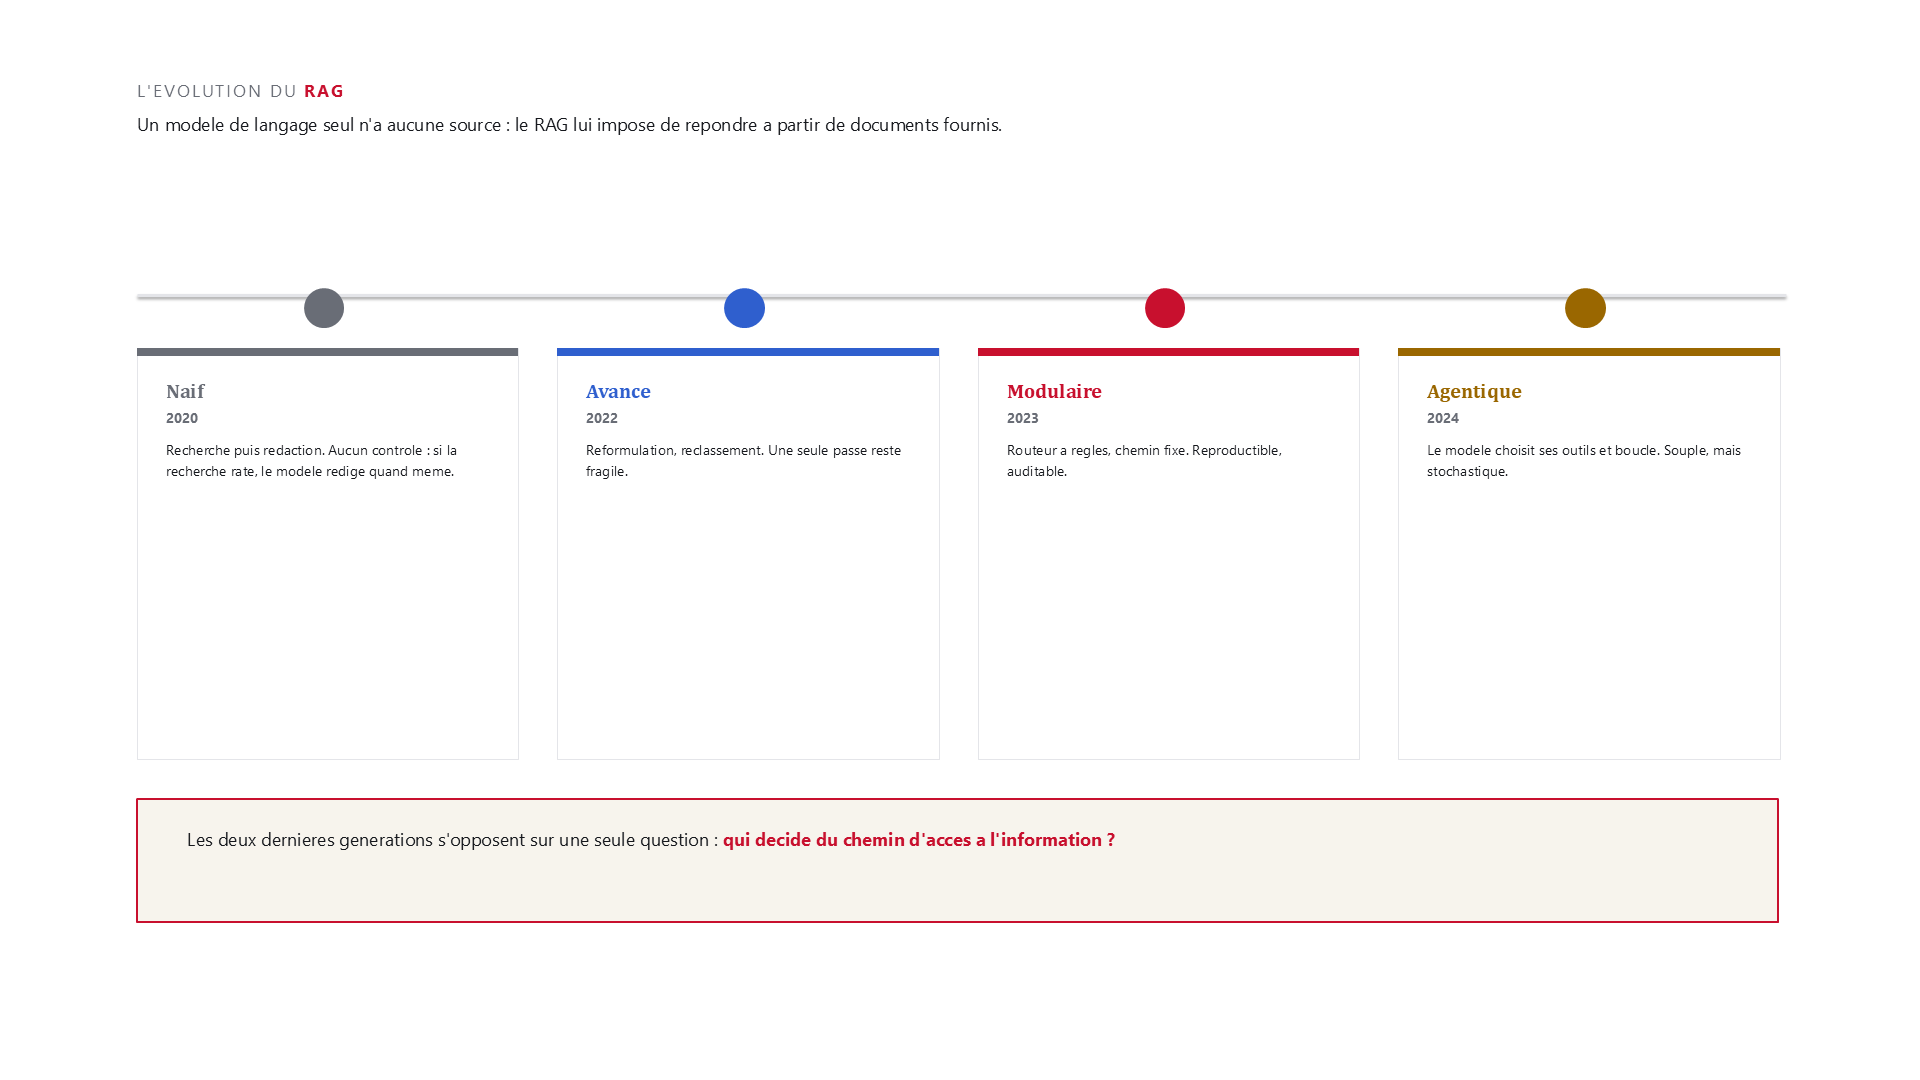 L'EVOLUTION DU RAG
Un modele de langage seul n'a aucune source : le RAG lui impose de repondre a partir de documents fournis.
Naif
2020
Recherche puis redaction. Aucun controle : si la
recherche rate, le modele redige quand meme.
Avance
2022
Reformulation, reclassement. Une seule passe reste
fragile.
Modulaire
2023
Routeur a regles, chemin fixe. Reproductible,
auditable.
Agentique
2024
Le modele choisit ses outils et boucle. Souple, mais
stochastique.
Les deux dernieres generations s'opposent sur une seule question : qui decide du chemin d'acces a l'information ?